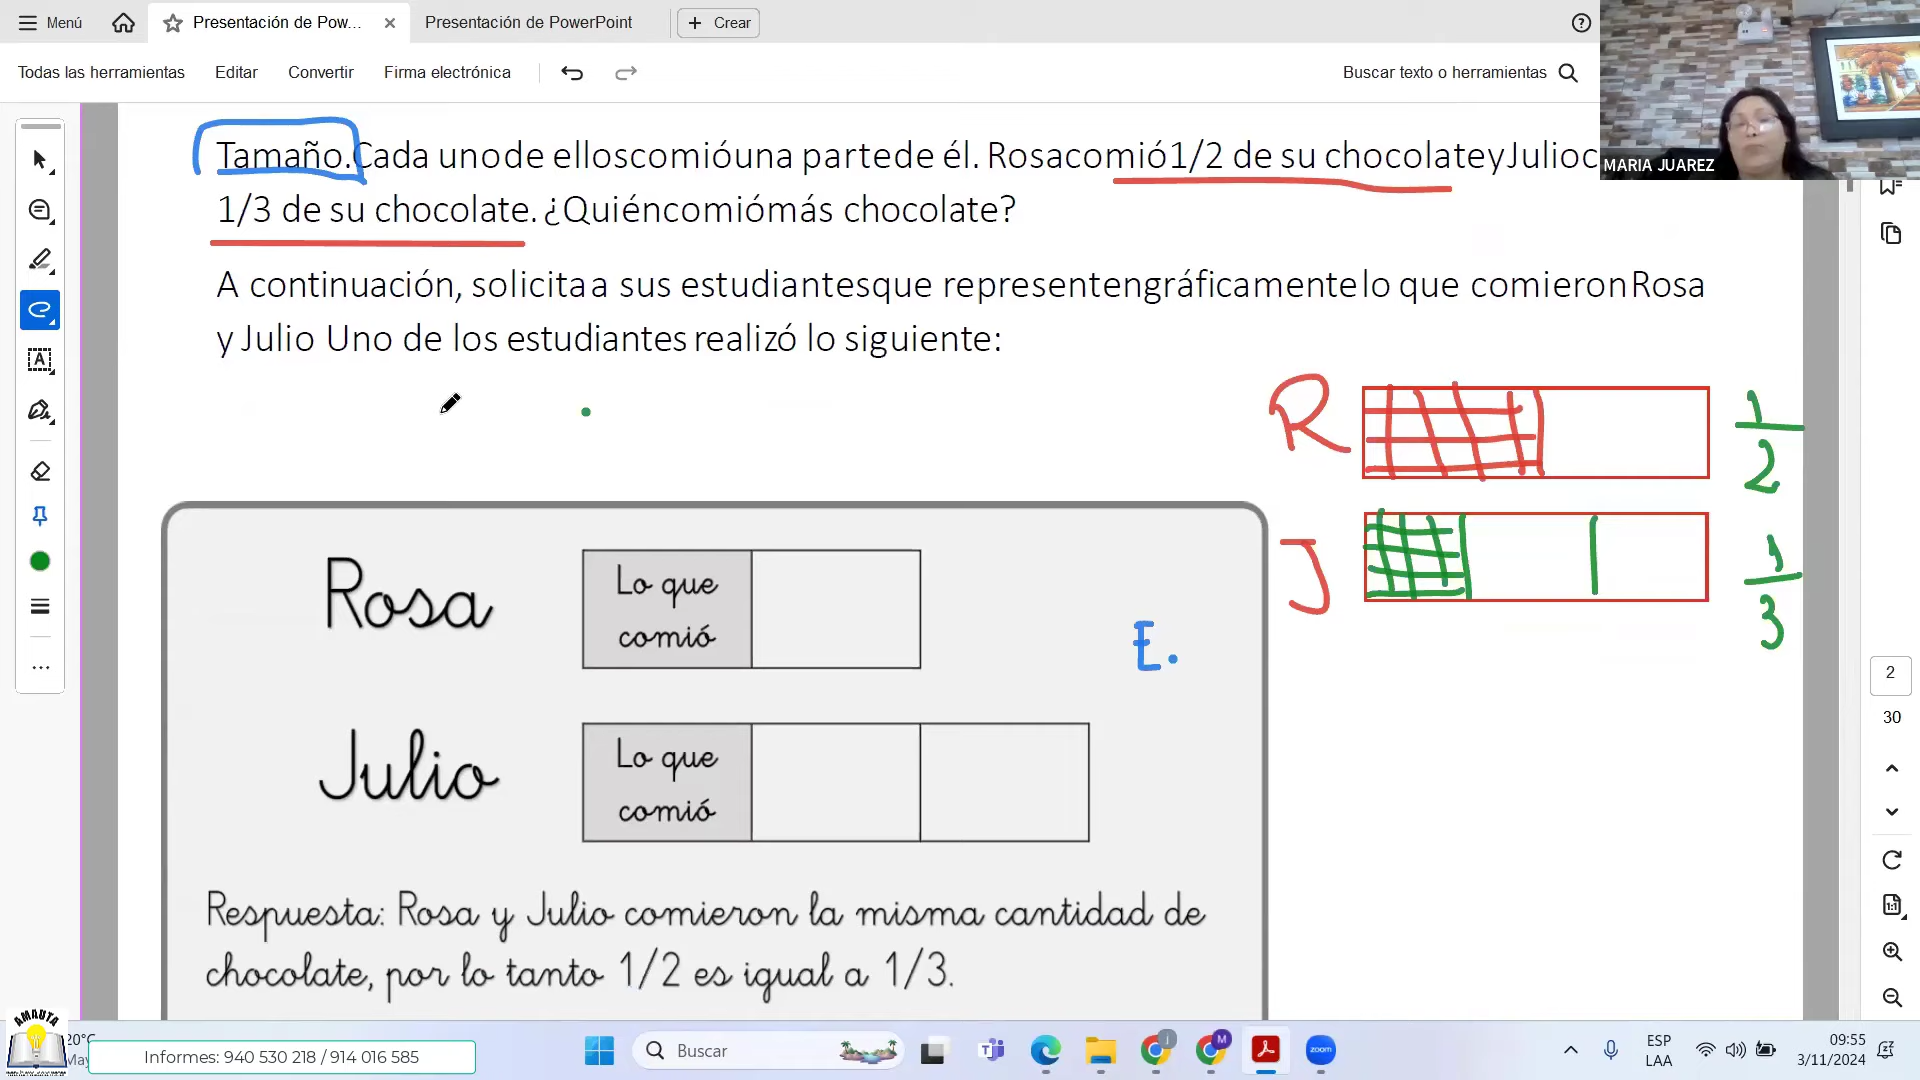 Menú
Presentación de Pow...
Presentación de PowerPoint
Crear
Todas las herramientas
Editar
Convertir
Firma electrónica
Buscar texto o herramientas
MARIA JUAREZ
Tamaño. Cada uno de ellos comió una parte de él. Rosa comió 1/2 de su chocolate y Julio c
1/3 de su chocolate. ¿Quién comió más chocolate?
A continuación, solicita a sus estudiantes que representen gráficamente lo que comieron Rosa
y Julio Uno de los estudiantes realizó lo siguiente:
R
1/2
J
1/3
E.
Rosa
Lo que
comió
Julio
Lo que
comió
Respuesta: Rosa y Julio comieron la misma cantidad de
chocolate, por lo tanto 1/2 es igual a 1/3.
2
30
AMAUTA
20°C
Informes: 940 530 218 / 914 016 585
Buscar
zoom
ESP
LAA
09:55
3/11/2024